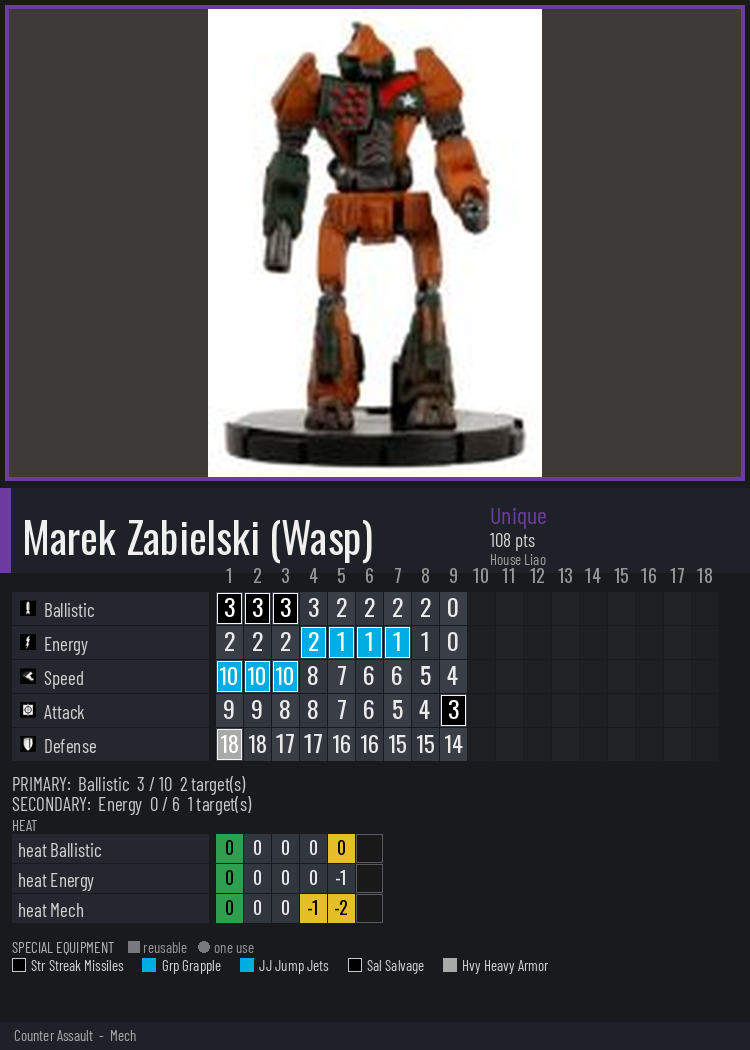 Marek Zabielski (Wasp)
Unique
108 pts
House Liao
1 2 3 4 5 6 7 8 9 10 11 12 13 14 15 16 17 18
Ballistic 3 3 3 3 2 2 2 2 0
Energy 2 2 2 2 1 1 1 1 0
Speed 10 10 10 8 7 6 6 5 4
Attack 9 9 8 8 7 6 5 4 3
Defense 18 18 17 17 16 16 15 15 14
PRIMARY: Ballistic 3 / 10 2 target(s)
SECONDARY: Energy 0 / 6 1 target(s)
HEAT
heat Ballistic 0 0 0 0 0
heat Energy 0 0 0 0 -1
heat Mech 0 0 0 -1 -2
SPECIAL EQUIPMENT reusable one use
Str Streak Missiles Grp Grapple JJ Jump Jets Sal Salvage Hvy Heavy Armor
Counter Assault - Mech